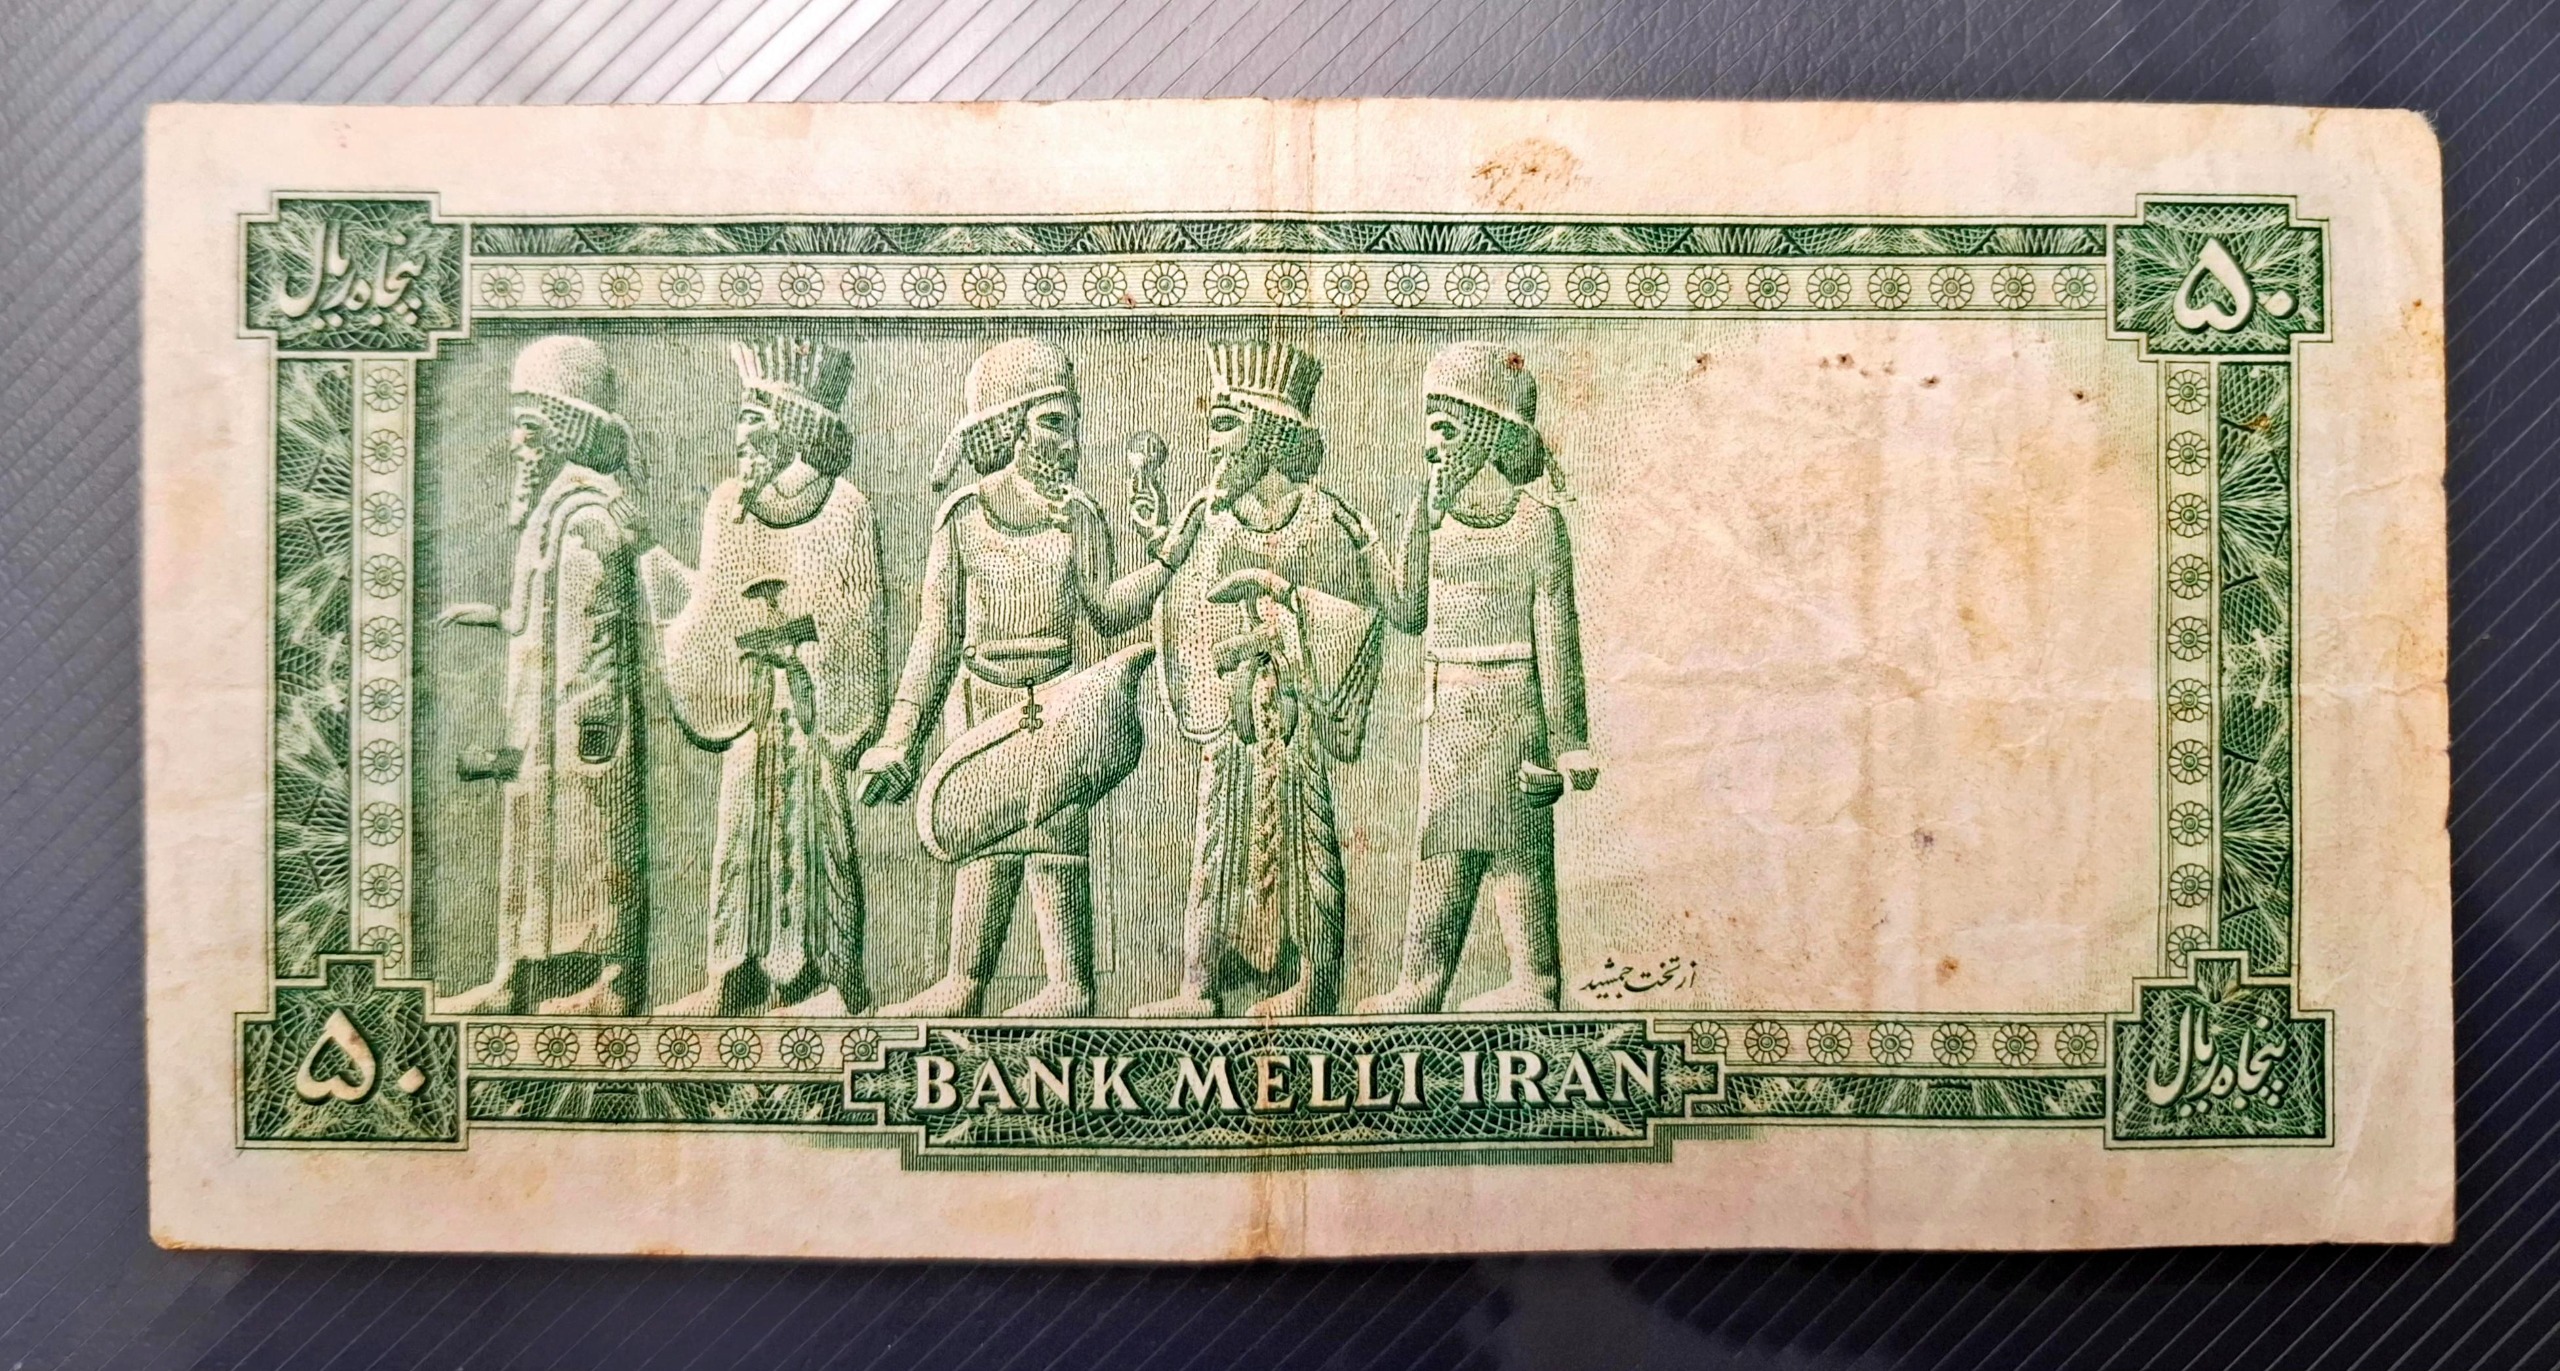 پنجاه ریال
۵۰
از تخت جمشید
۵۰
BANK MELLI IRAN
پنجاه ریال